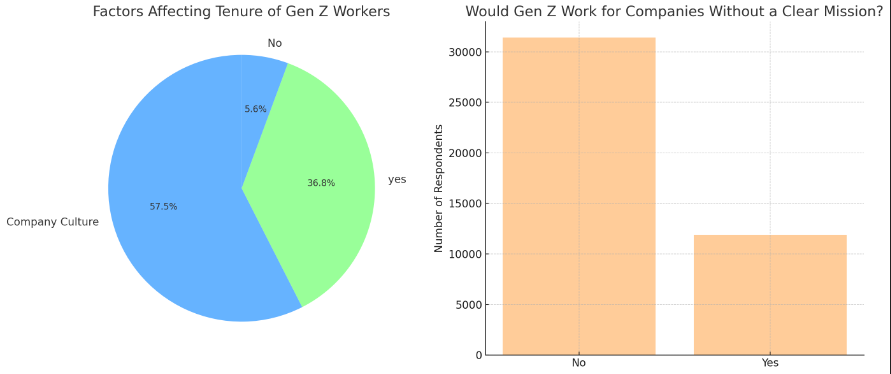 Factors Affecting Tenure of Gen Z Workers
No
5.6%
36.8%
yes
57.5%
Company Culture
Would Gen Z Work for Companies Without a Clear Mission?
Number of Respondents
30000
25000
20000
15000
10000
5000
0
No
Yes